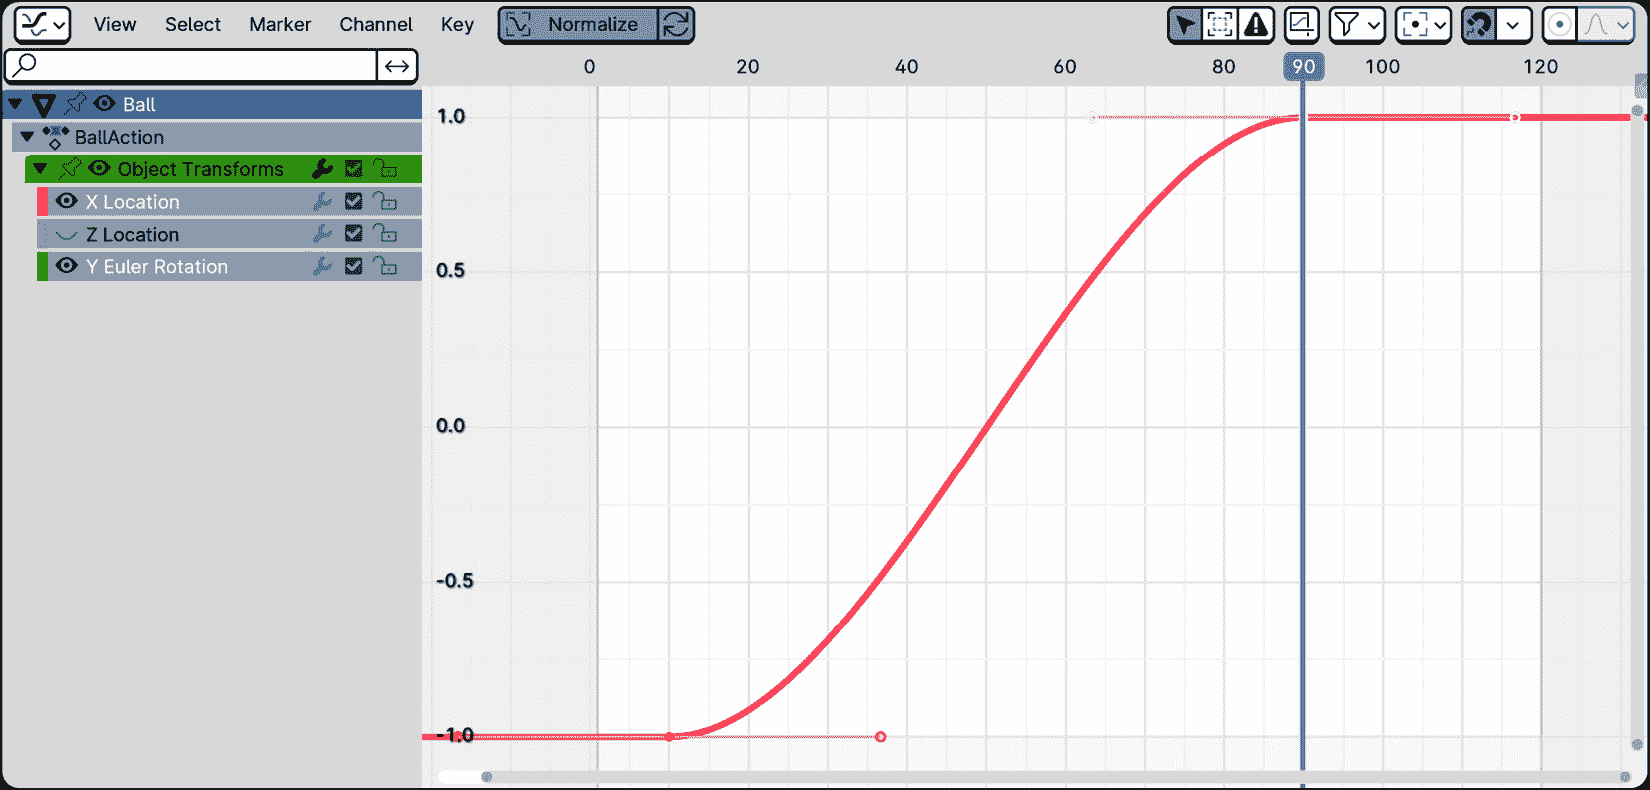 View Select Marker Channel Key Normalize
0 20 40 60 80 90 100 120
Ball
BallAction
Object Transforms
X Location
Z Location
Y Euler Rotation
1.0
0.5
0.0
-0.5
-1.0